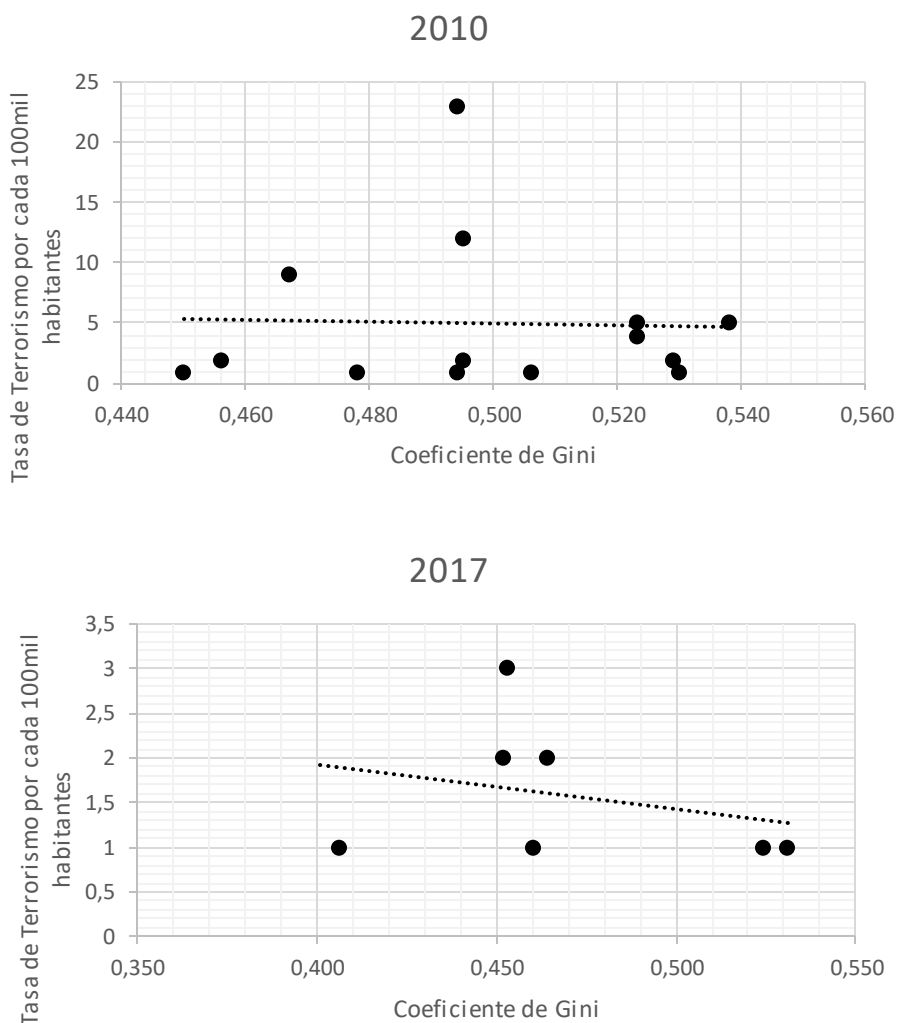 2010
Tasa de Terrorismo por cada 100mil
habitantes
25
20
15
10
5
0
0,440 0,460 0,480 0,500 0,520 0,540 0,560
Coeficiente de Gini
2017
Tasa de Terrorismo por cada 100mil
habitantes
3,5
3
2,5
2
1,5
1
0,5
0
0,350 0,400 0,450 0,500 0,550
Coeficiente de Gini